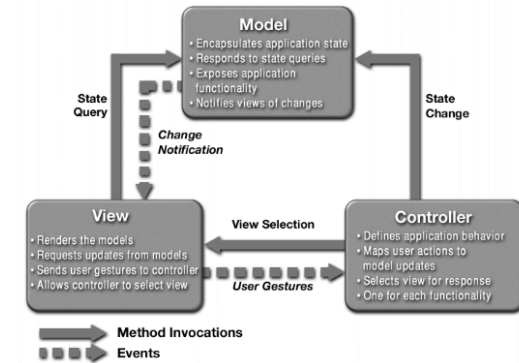 Model
• Encapsulates application state
• Responds to state queries
• Exposes application
functionality
• Notifies views of changes
State
Query
Change
Notification
State
Change
View
• Renders the models
• Requests updates from models
• Sends user gestures to controller
• Allows controller to select view
View Selection
User Gestures
Controller
• Defines application behavior
• Maps user actions to
model updates
• Selects view for response
• One for each functionality
Method Invocations
Events